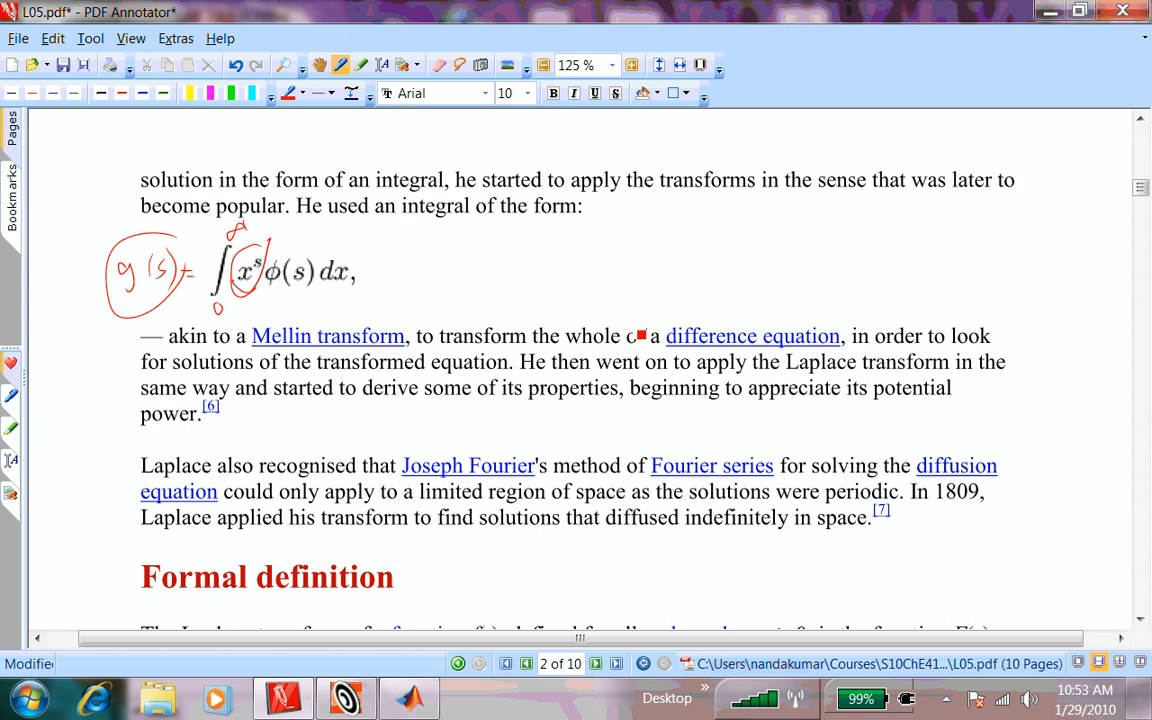 L05.pdf* - PDF Annotator*
File Edit Tool View Extras Help
125 %
Arial 10 B I U S
Pages
Bookmarks
solution in the form of an integral, he started to apply the transforms in the sense that was later to
become popular. He used an integral of the form:
g(s) = ∫₀^∞ x^s φ(s) dx,
— akin to a Mellin transform, to transform the whole a difference equation, in order to look
for solutions of the transformed equation. He then went on to apply the Laplace transform in the
same way and started to derive some of its properties, beginning to appreciate its potential
power.[6]
Laplace also recognised that Joseph Fourier's method of Fourier series for solving the diffusion
equation could only apply to a limited region of space as the solutions were periodic. In 1809,
Laplace applied his transform to find solutions that diffused indefinitely in space.[7]
Formal definition
Modified 2 of 10 C:\Users\nandakumar\Courses\S10ChE41...\L05.pdf (10 Pages)
Desktop » 99% 10:53 AM
1/29/2010